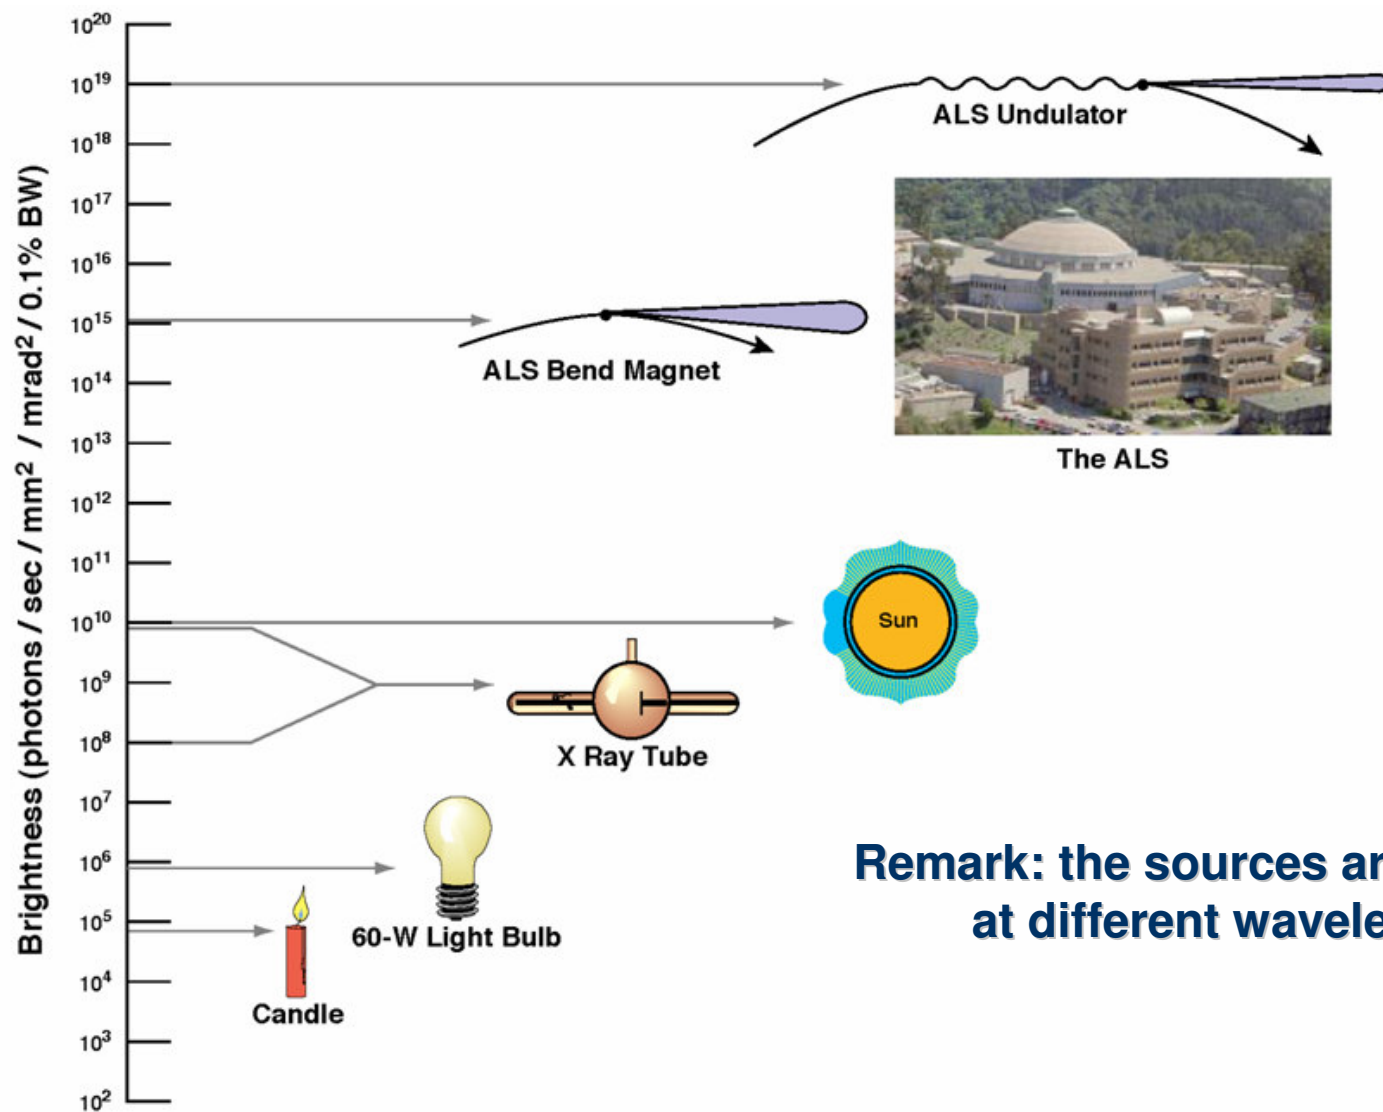 Brightness (photons / sec / mm² / mrad² / 0.1% BW)
10²⁰
10¹⁹
10¹⁸
10¹⁷
10¹⁶
10¹⁵
10¹⁴
10¹³
10¹²
10¹¹
10¹⁰
10⁹
10⁸
10⁷
10⁶
10⁵
10⁴
10³
10²
ALS Undulator
ALS Bend Magnet
The ALS
Sun
X Ray Tube
60-W Light Bulb
Candle
Remark: the sources ar
at different wavele